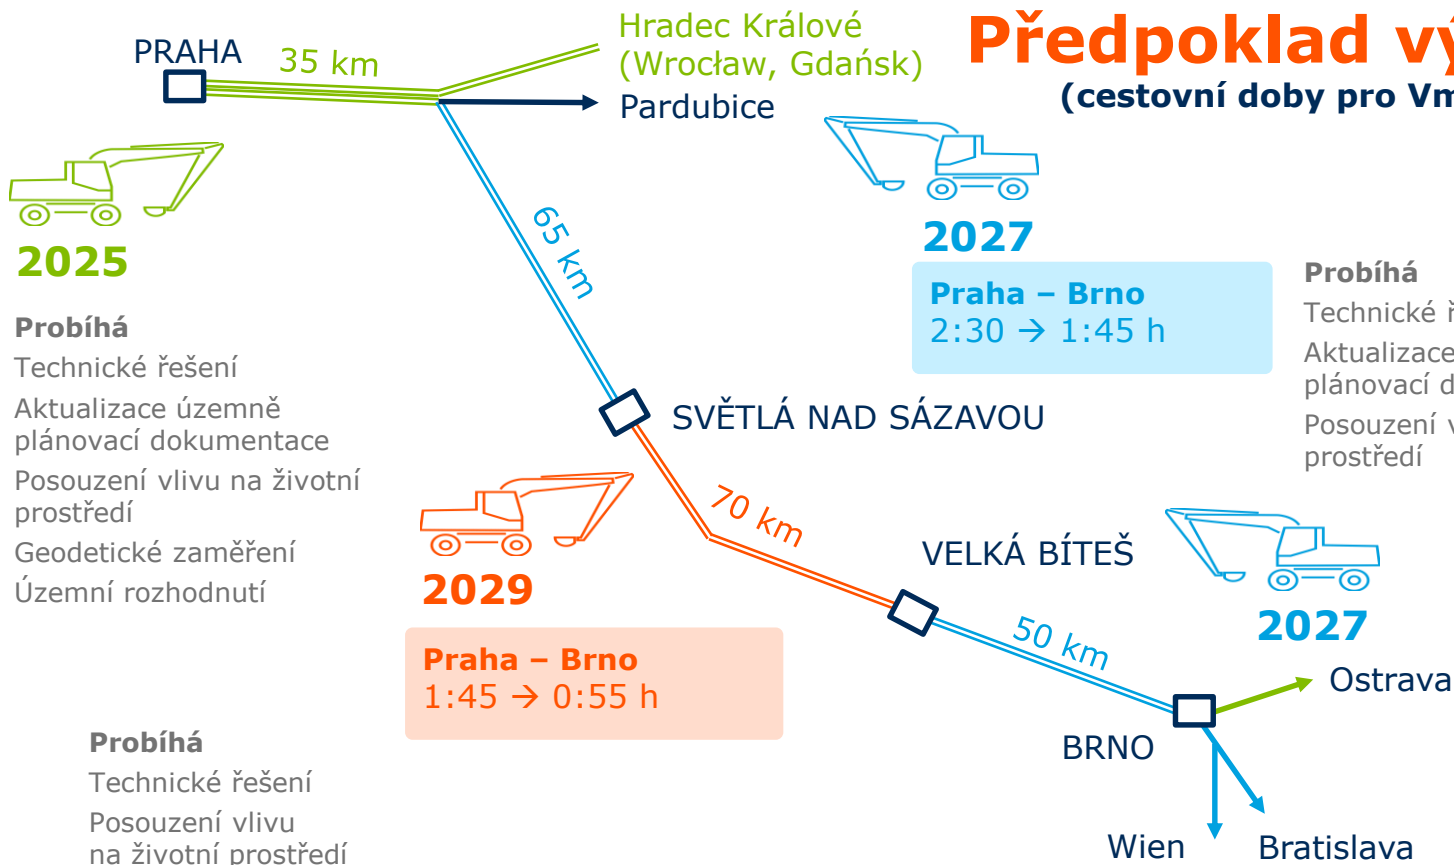 Předpoklad
(cestovní doby pro
PRAHA
35 km
Hradec Králové
(Wrocław, Gdańsk)
Pardubice
2025
Probíhá
Technické řešení
Aktualizace územně
plánovací dokumentace
Posouzení vlivu na životní
prostředí
Geodetické zaměření
Územní rozhodnutí
65 km
2027
Praha – Brno
2:30 → 1:45 h
Probíhá
Technické
Aktualizace
plánovací
Posouzení
prostředí
SVĚTLÁ NAD SÁZAVOU
70 km
2029
Praha – Brno
1:45 → 0:55 h
VELKÁ BÍTEŠ
50 km
2027
Ostrava
BRNO
Wien
Bratislava
Probíhá
Technické řešení
Posouzení vlivu
na životní prostředí